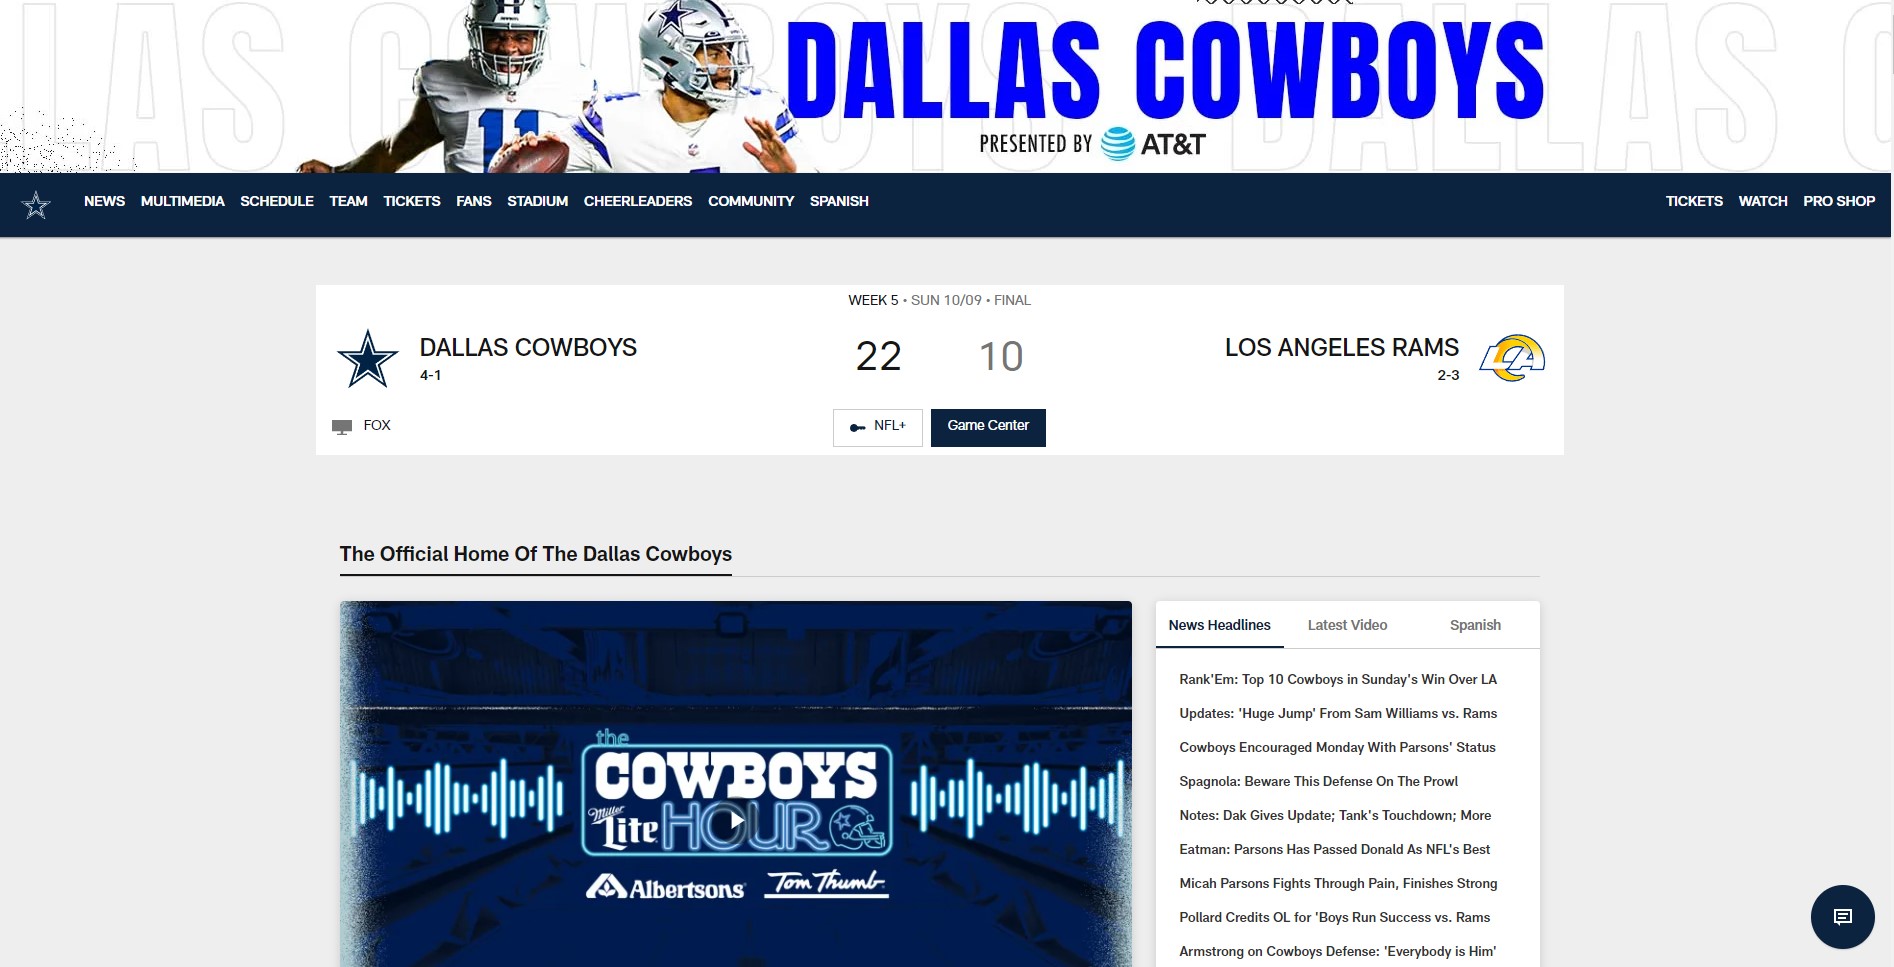 DALLAS COWBOYS
PRESENTED BY AT&T
NEWS MULTIMEDIA SCHEDULE TEAM TICKETS FANS STADIUM CHEERLEADERS COMMUNITY SPANISH TICKETS WATCH PRO SHOP
WEEK 5 • SUN 10/09 • FINAL
DALLAS COWBOYS 22 10 LOS ANGELES RAMS
4-1 2-3
FOX NFL+ Game Center
The Official Home Of The Dallas Cowboys
the
COWBOYS
Miller Lite HOUR
Albertsons Tom Thumb
News Headlines Latest Video Spanish
Rank'Em: Top 10 Cowboys in Sunday's Win Over LA
Updates: 'Huge Jump' From Sam Williams vs. Rams
Cowboys Encouraged Monday With Parsons' Status
Spagnola: Beware This Defense On The Prowl
Notes: Dak Gives Update; Tank's Touchdown; More
Eatman: Parsons Has Passed Donald As NFL's Best
Micah Parsons Fights Through Pain, Finishes Strong
Pollard Credits OL for 'Boys Run Success vs. Rams
Armstrong on Cowboys Defense: 'Everybody is Him'